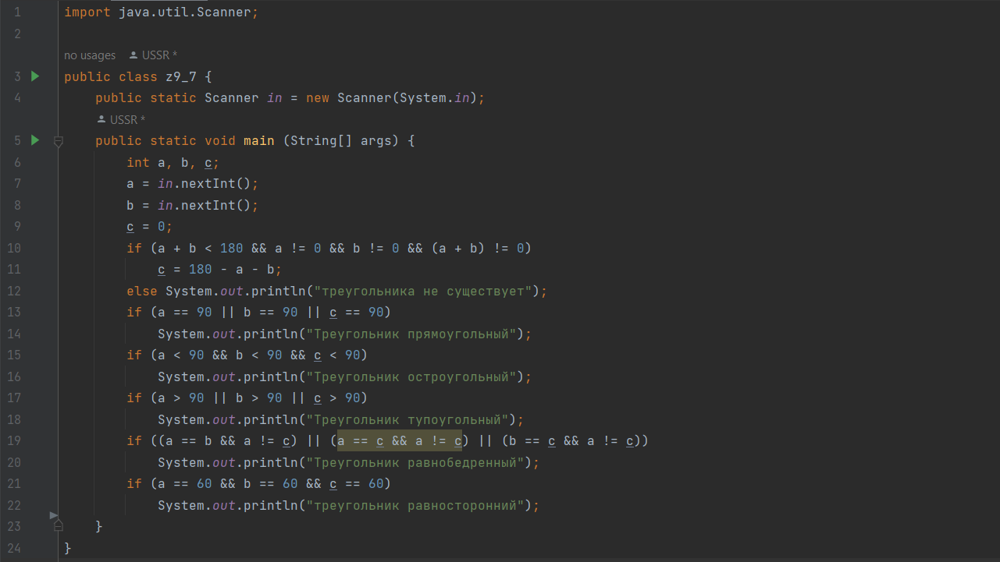 1 import java.util.Scanner;
2
no usages USSR *
3 public class z9_7 {
4 public static Scanner in = new Scanner(System.in);
USSR *
5 public static void main (String[] args) {
6 int a, b, c;
7 a = in.nextInt();
8 b = in.nextInt();
9 c = 0;
10 if (a + b < 180 && a != 0 && b != 0 && (a + b) != 0)
11 c = 180 - a - b;
12 else System.out.println("треугольника не существует");
13 if (a == 90 || b == 90 || c == 90)
14 System.out.println("Треугольник прямоугольный");
15 if (a < 90 && b < 90 && c < 90)
16 System.out.println("Треугольник остроугольный");
17 if (a > 90 || b > 90 || c > 90)
18 System.out.println("Треугольник тупоугольный");
19 if ((a == b && a != c) || (a == c && a != c) || (b == c && a != c))
20 System.out.println("Треугольник равнобедренный");
21 if (a == 60 && b == 60 && c == 60)
22 System.out.println("треугольник равносторонний");
23 }
24 }